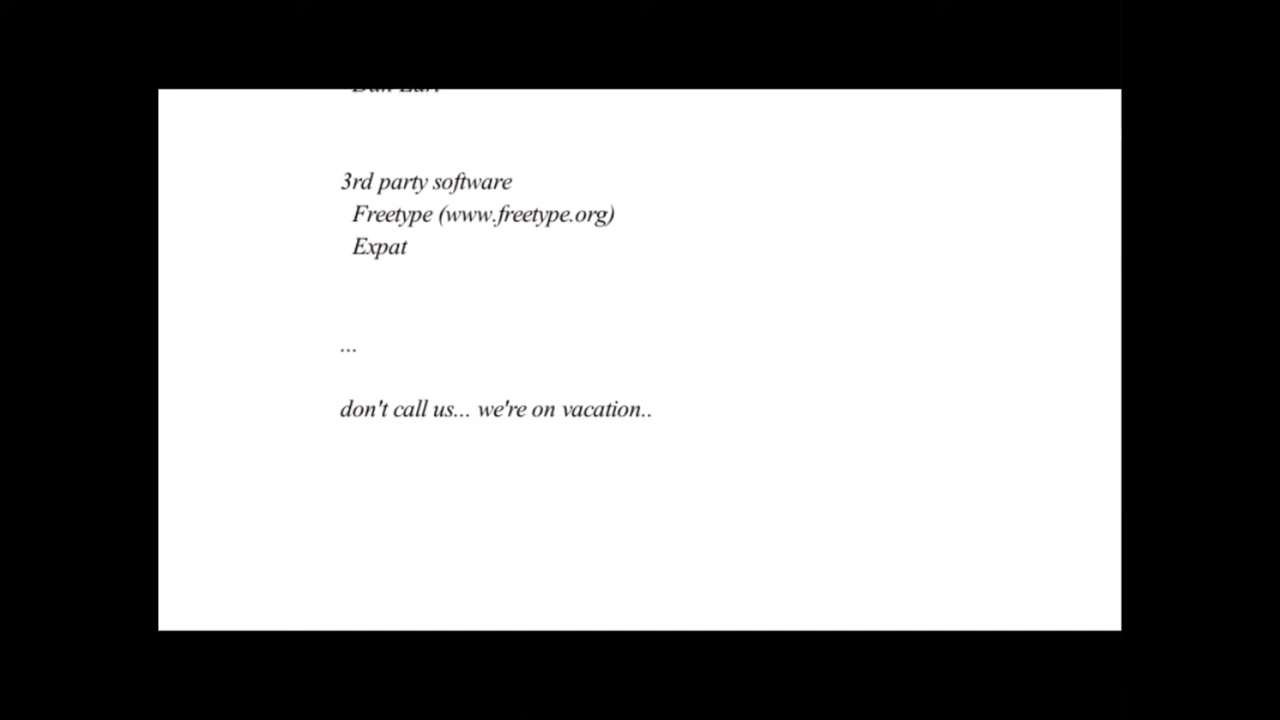 3rd party software
Freetype (www.freetype.org)
Expat
...
don't call us... we're on vacation..